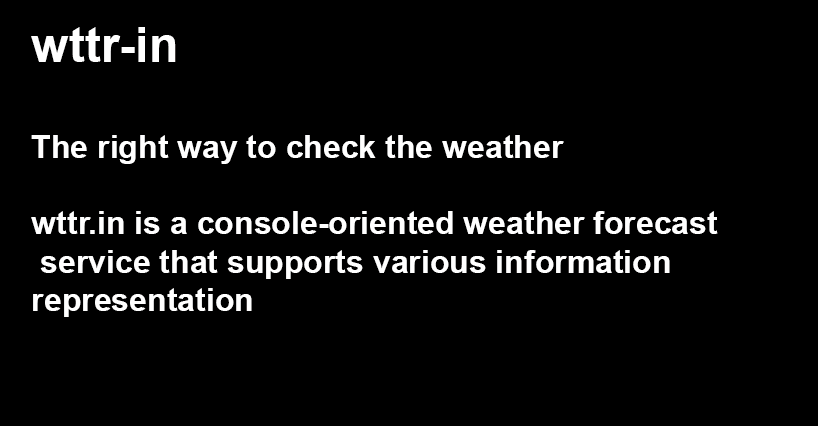 wttr-in
The right way to check the weather
wttr.in is a console-oriented weather forecast
service that supports various information
representation